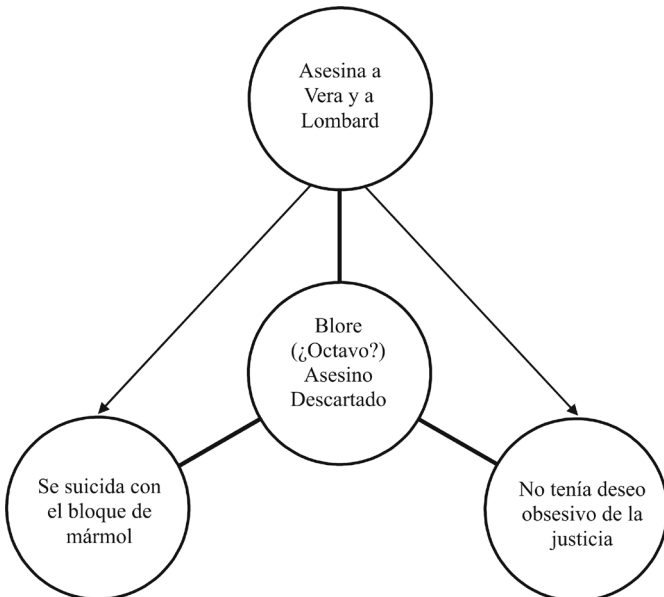 Asesina a
Vera y a
Lombard
Blore
(¿Octavo?)
Asesino
Descartado
Se suicida con
el bloque de
mármol
No tenía deseo
obsesivo de la
justicia